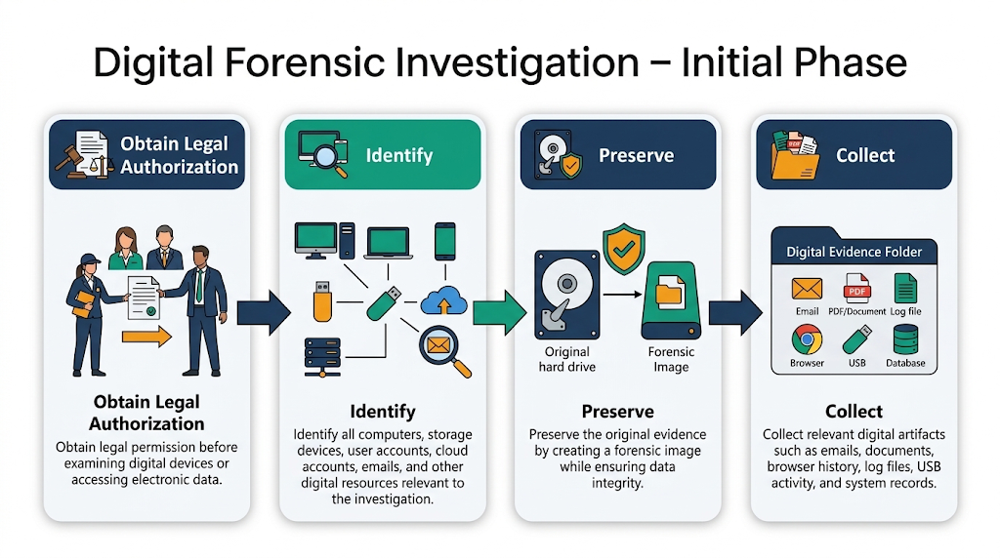 Digital Forensic Investigation – Initial Phase
Obtain Legal
Authorization
Obtain Legal
Authorization
Obtain legal permission before
examining digital devices or
accessing electronic data.
Identify
Identify
Identify all computers, storage
devices, user accounts, cloud
accounts, emails, and other
digital resources relevant to
the investigation.
Preserve
Original
hard drive
Forensic
Image
Preserve
Preserve the original evidence
by creating a forensic image
while ensuring data
integrity.
PDF
Collect
Digital Evidence Folder
Email
PDF
PDF/Document
Log file
Browser
USB
Database
Collect
Collect relevant digital artifacts
such as emails, documents,
browser history, log files, USB
activity, and system records.